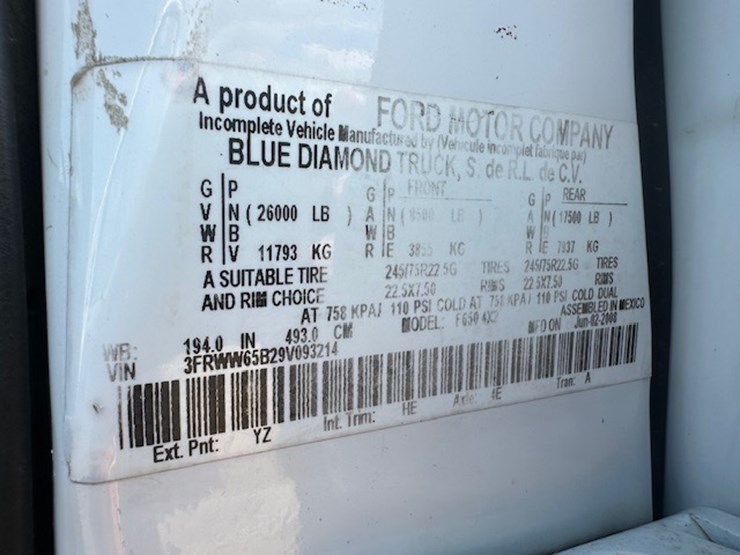 A product of FORD MOTOR COMPANY
Incomplete Vehicle Manufactured by (Vehicule incomplet fabrique par)
BLUE DIAMOND TRUCK, S. de R.L. de C.V.
G P G P FRONT G P REAR
V N ( 26000 LB ) A N ( 8500 LB ) A N ( 17500 LB )
W B W B W B
R V 11793 KG R E 3855 KG R E 7937 KG
A SUITABLE TIRE 245/75R22.5G TIRES 245/75R22.5G TIRES
AND RIM CHOICE 22.5X7.50 RIMS 22.5X7.50 RIMS
AT 758 KPA/ 110 PSI COLD AT 758 KPA/ 110 PSI COLD DUAL
ASSEMBLED IN MEXICO
WB: 194.0 IN 493.0 CM MODEL: F650 4X2 MFD ON Jun-02-2008
VIN 3FRWW65B29V093214
Ext. Pnt: YZ Int. Trim: HE Axle: 4E Tran: A